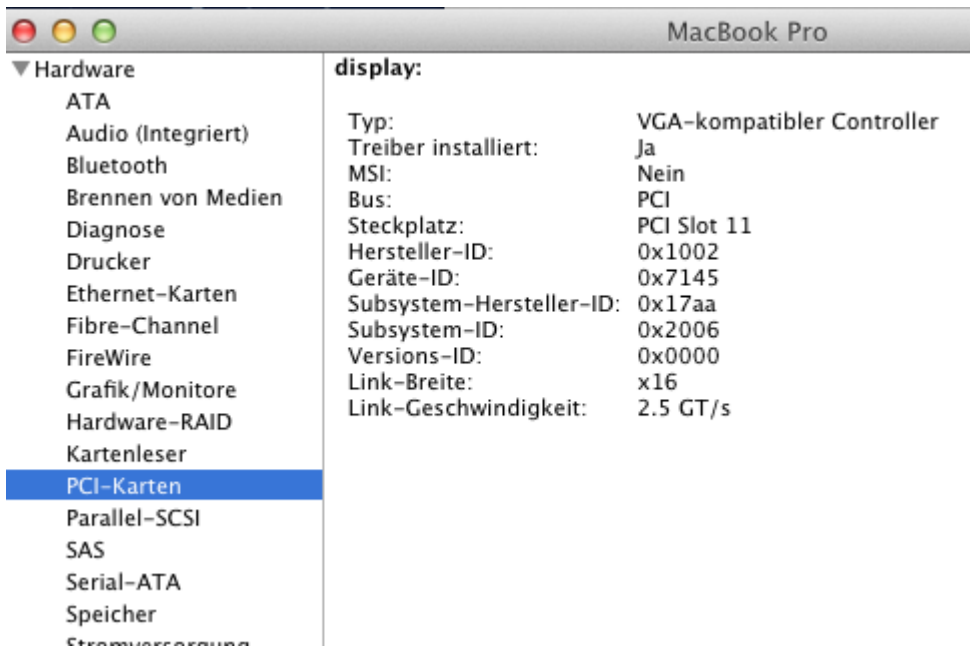 MacBook Pro
Hardware
ATA
Audio (Integriert)
Bluetooth
Brennen von Medien
Diagnose
Drucker
Ethernet-Karten
Fibre-Channel
FireWire
Grafik/Monitore
Hardware-RAID
Kartenleser
PCI-Karten
Parallel-SCSI
SAS
Serial-ATA
Speicher
Stromversorgung
display:
Typ: VGA-kompatibler Controller
Treiber installiert: Ja
MSI: Nein
Bus: PCI
Steckplatz: PCI Slot 11
Hersteller-ID: 0x1002
Geräte-ID: 0x7145
Subsystem-Hersteller-ID: 0x17aa
Subsystem-ID: 0x2006
Versions-ID: 0x0000
Link-Breite: x16
Link-Geschwindigkeit: 2.5 GT/s